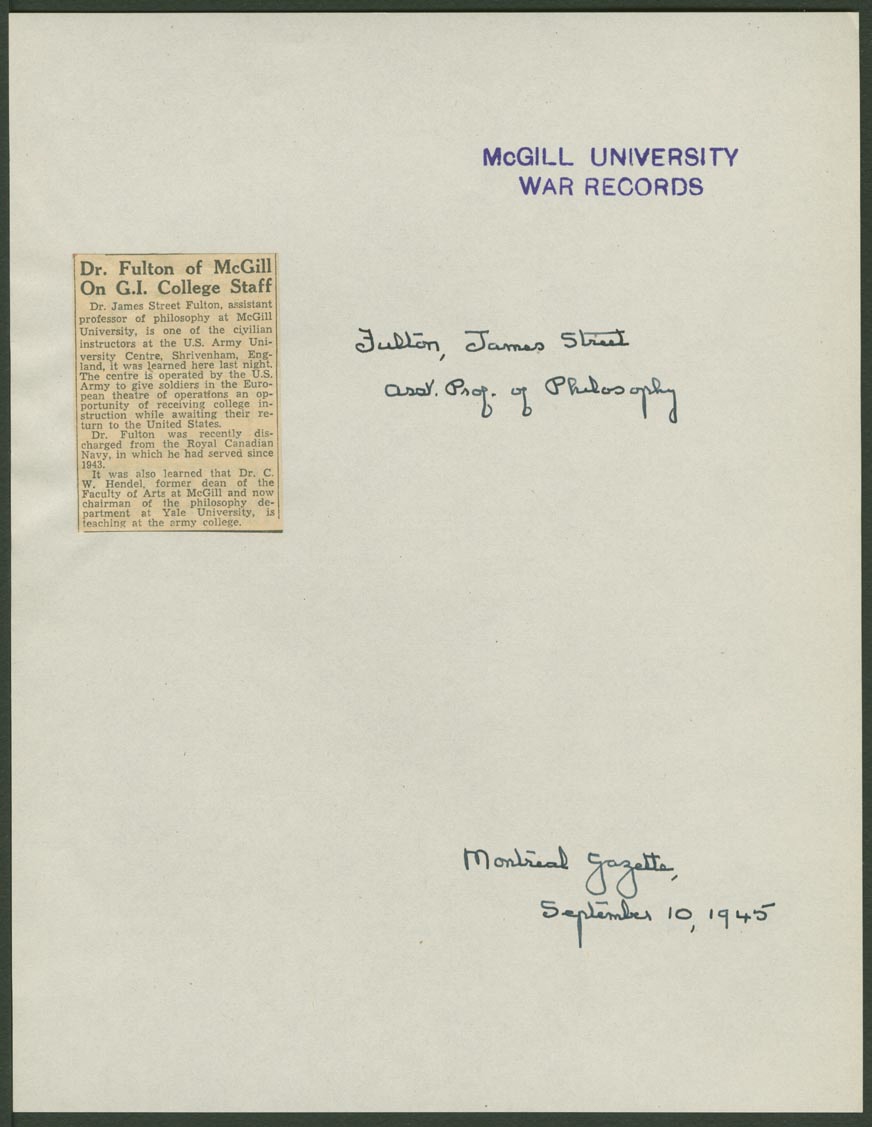 McGILL UNIVERSITY
WAR RECORDS
Dr. Fulton of McGill
On G.I. College Staff
Dr. James Street Fulton, assistant
professor of philosophy at McGill
University, is one of the civilian
instructors at the U.S. Army Uni-
versity Centre, Shrivenham, Eng-
land, it was learned here last night.
The centre is operated by the U.S.
Army to give soldiers in the Euro-
pean theatre of operations an op-
portunity of receiving college in-
struction while awaiting their re-
turn to the United States.
Dr. Fulton was recently dis-
charged from the Royal Canadian
Navy, in which he had served since
1943.
It was also learned that Dr. C.
W. Hendel, former dean of the
Faculty of Arts at McGill and now
chairman of the philosophy de-
partment at Yale University, is
teaching at the army college.
Fulton, James Street
Asst. Prof. of Philosophy
Montreal Gazette,
September 10, 1945